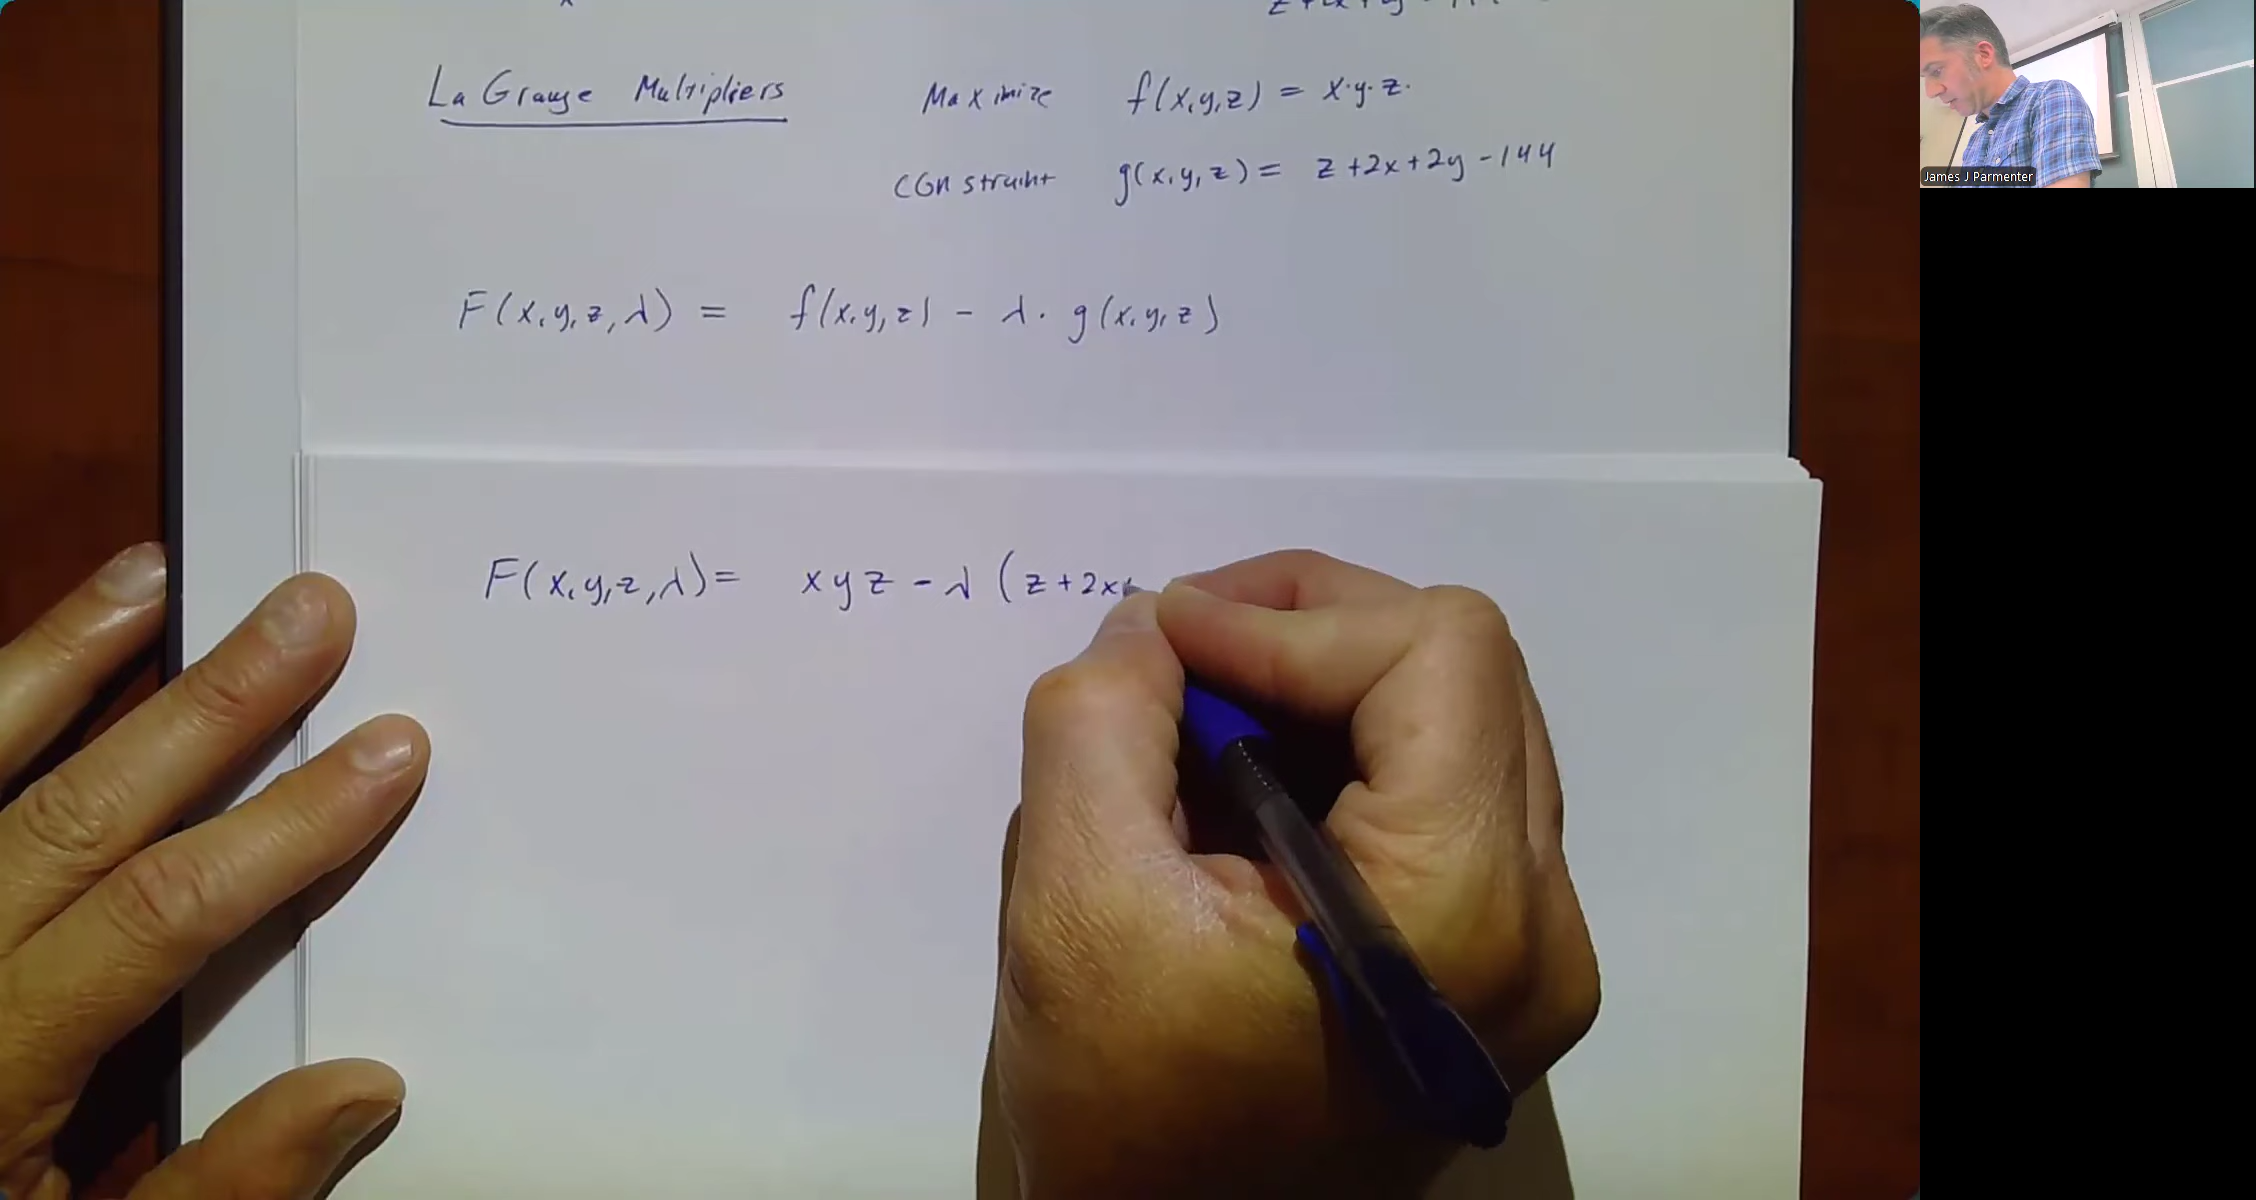 La Grange Multipliers
Maximize f(x,y,z) = x·y·z.
Constraint g(x,y,z) = z+2x+2y-144
F(x,y,z,λ) = f(x,y,z) - λ· g(x,y,z)
F(x,y,z,λ)= xyz -λ (z+2x
James J Parmenter